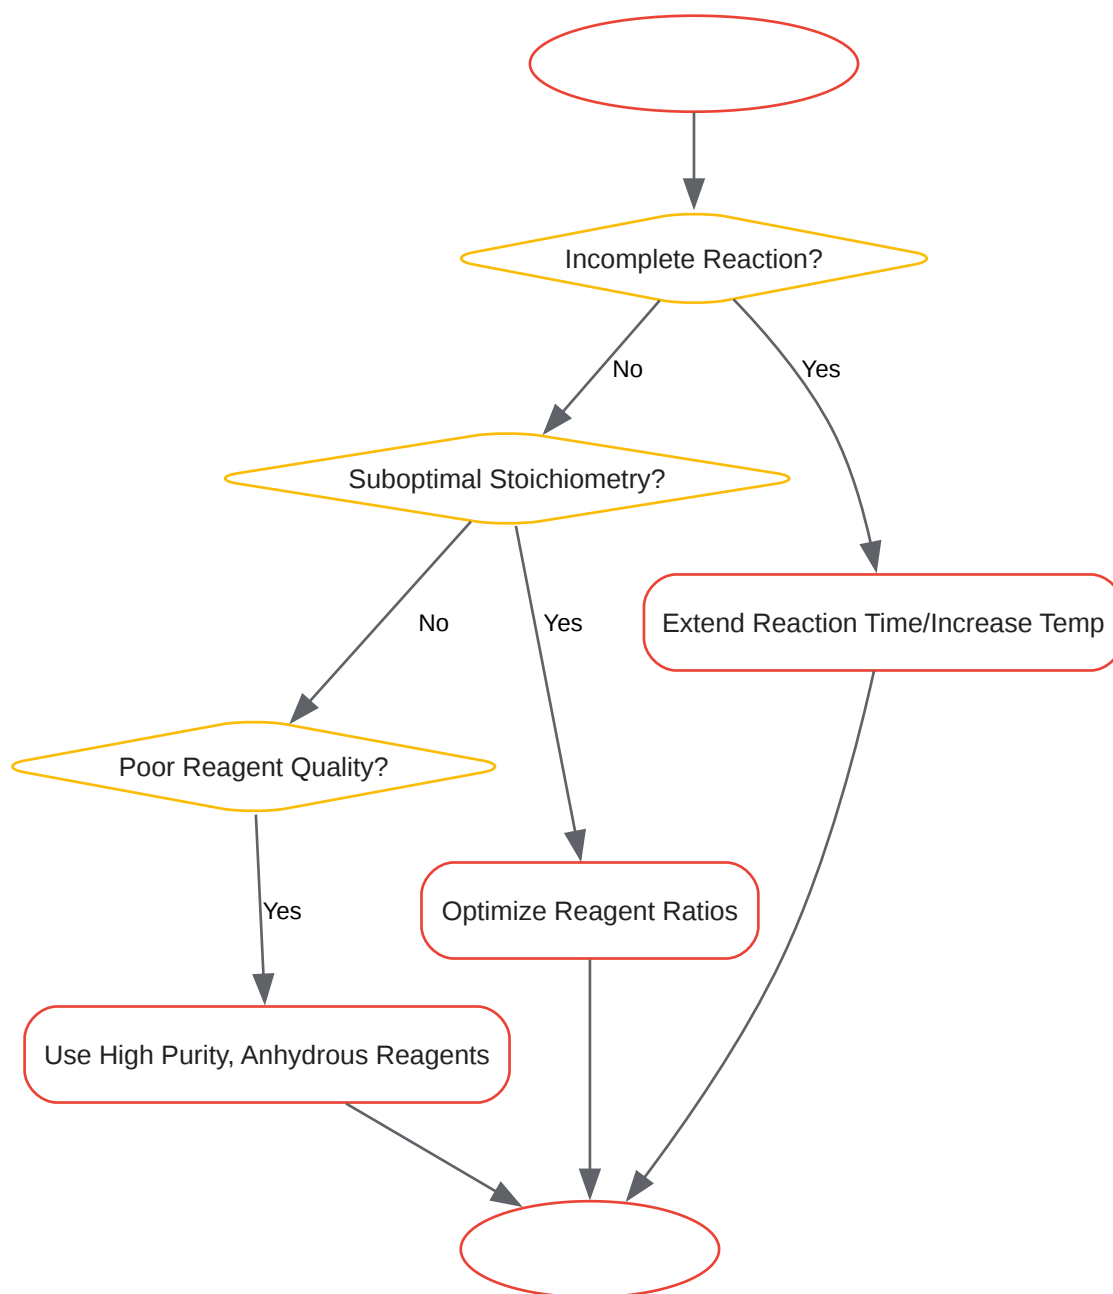 Incomplete Reaction?
No
Yes
Suboptimal Stoichiometry?
No
Yes
Extend Reaction Time/Increase Temp
Poor Reagent Quality?
Yes
Optimize Reagent Ratios
Use High Purity, Anhydrous Reagents